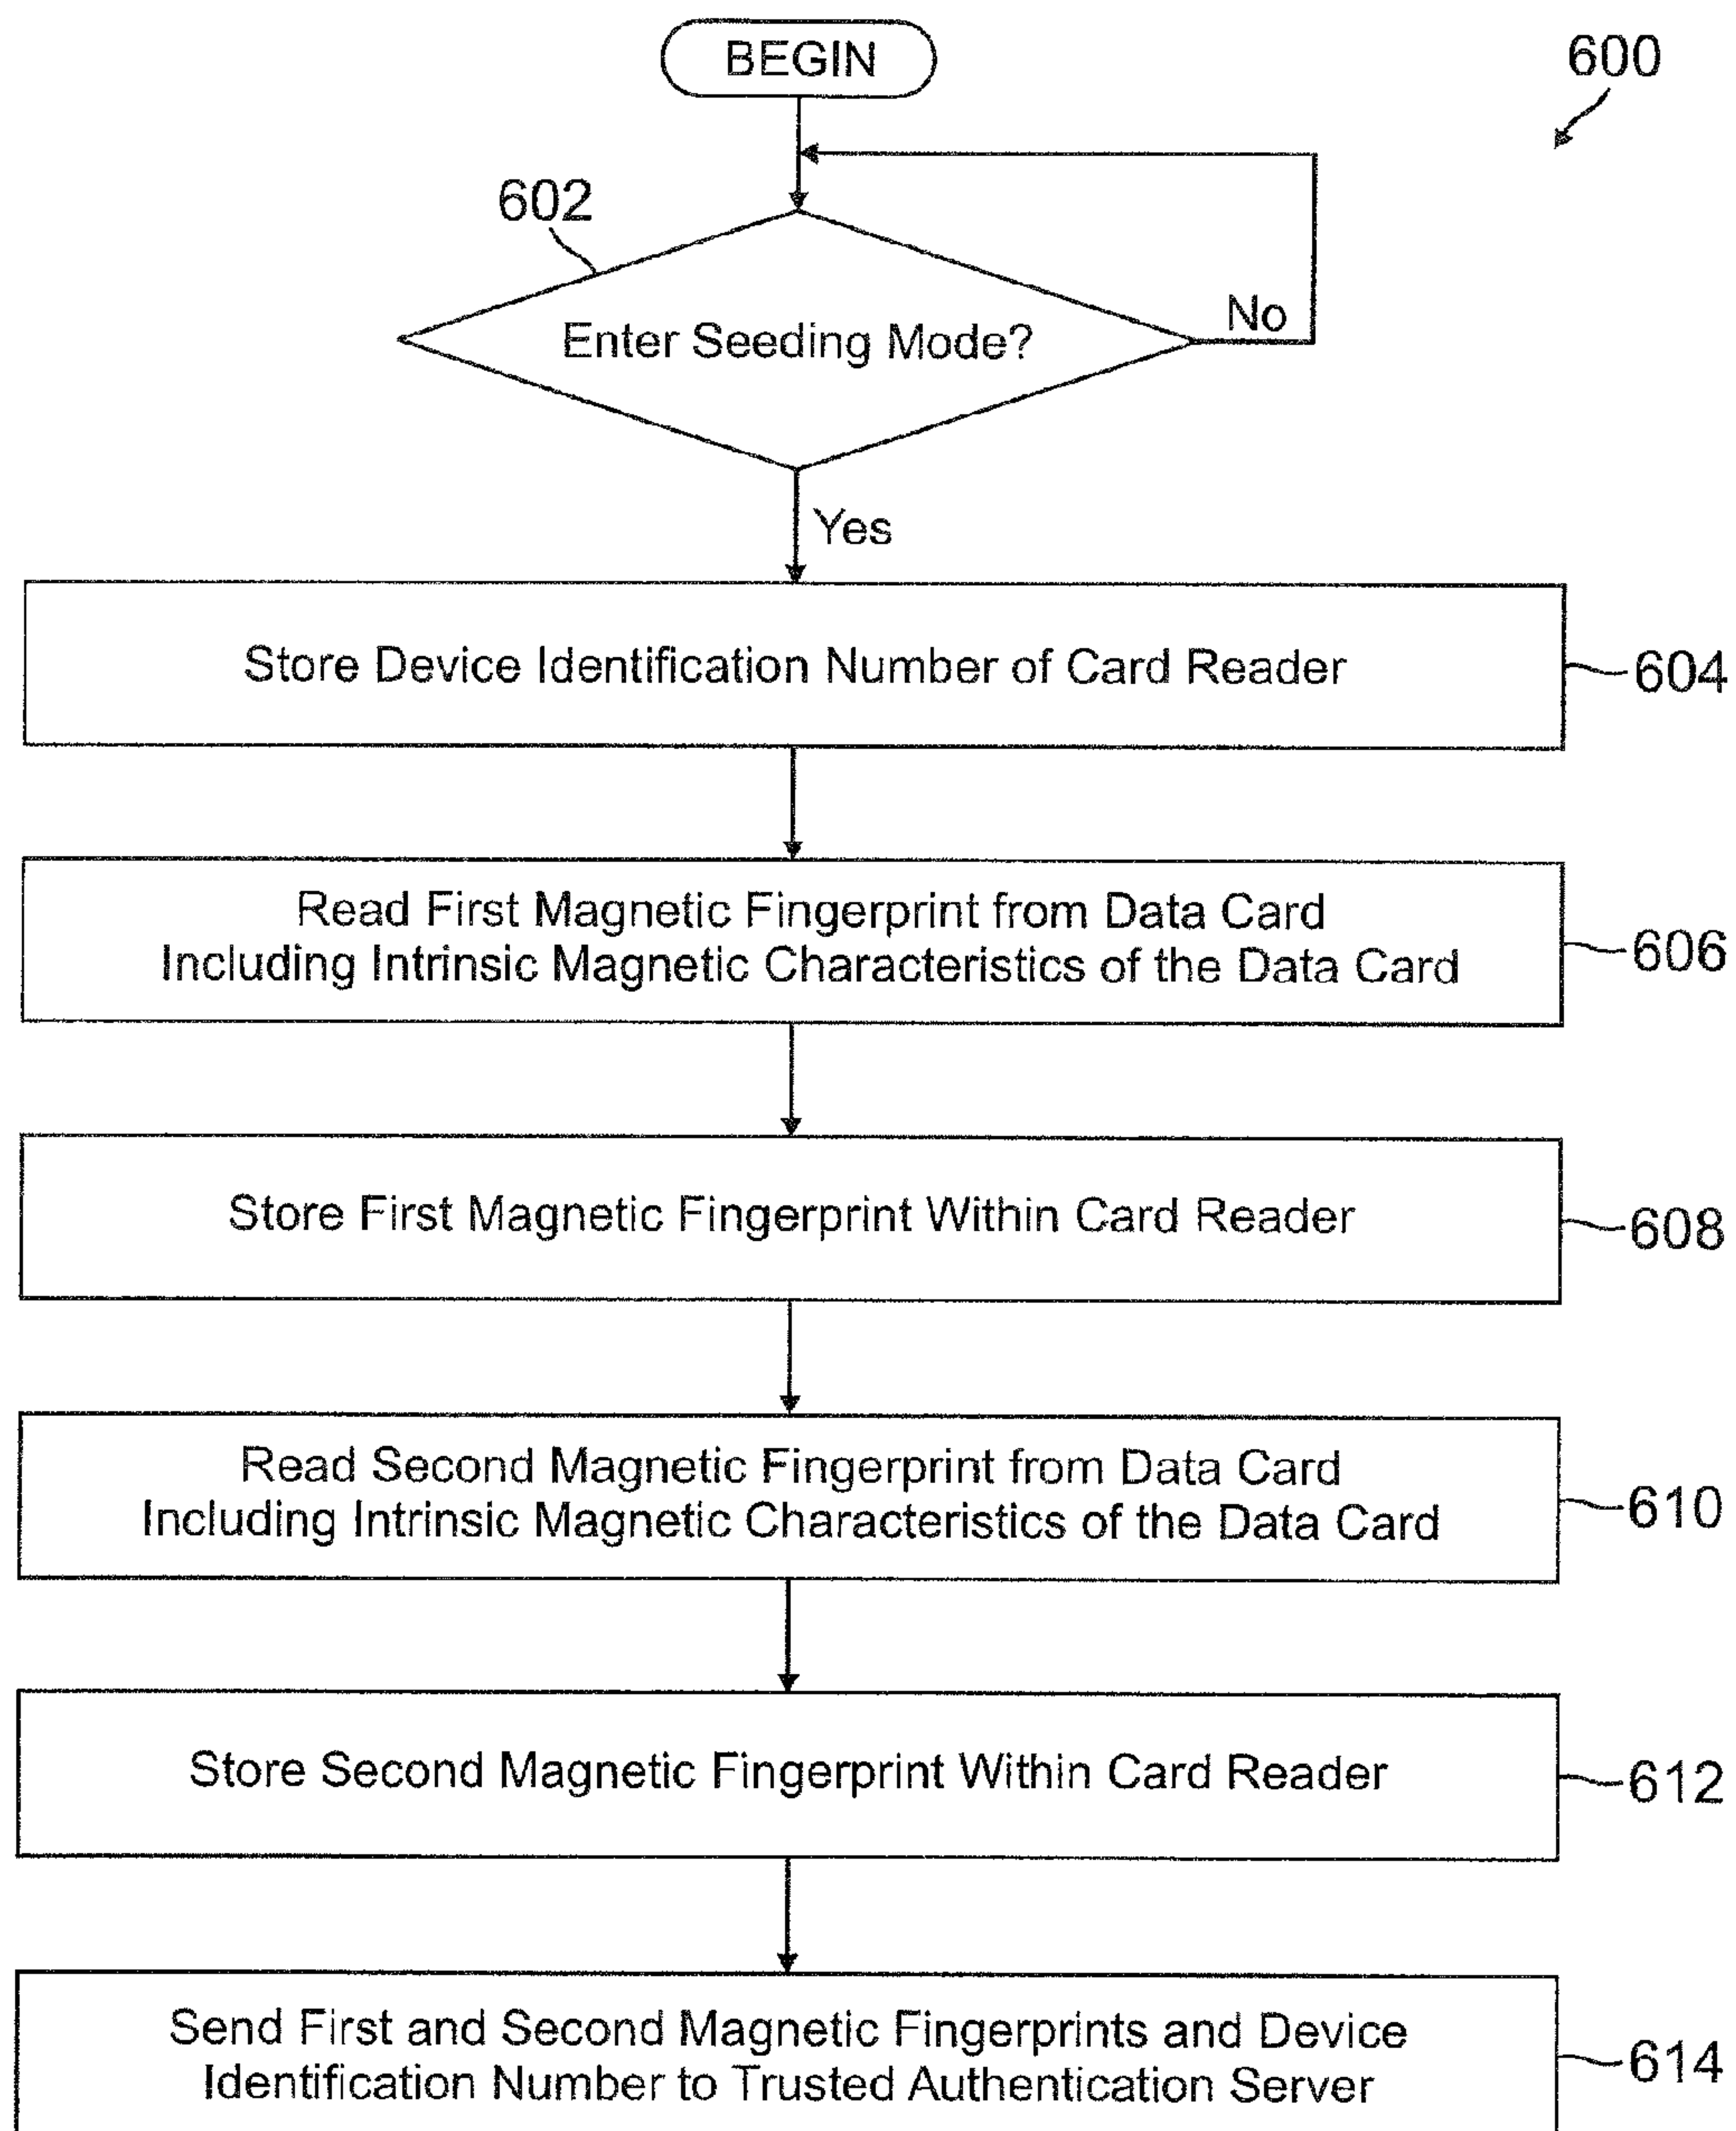 BEGIN
600
602
Enter Seeding Mode?
No
Yes
Store Device Identification Number of Card Reader
604
Read First Magnetic Fingerprint from Data Card
Including Intrinsic Magnetic Characteristics of the Data Card
606
Store First Magnetic Fingerprint Within Card Reader
608
Read Second Magnetic Fingerprint from Data Card
Including Intrinsic Magnetic Characteristics of the Data Card
610
Store Second Magnetic Fingerprint Within Card Reader
612
Send First and Second Magnetic Fingerprints and Device
Identification Number to Trusted Authentication Server
614